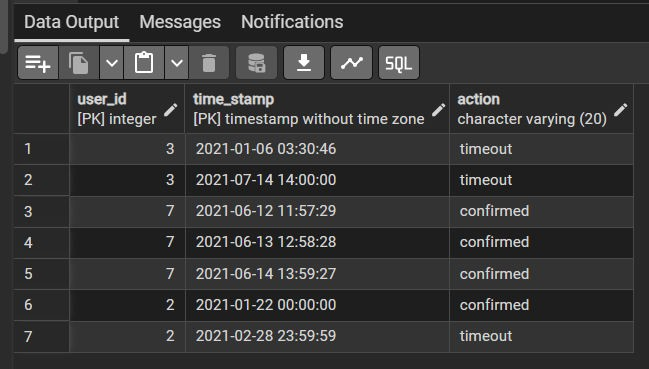 Data Output Messages Notifications
SQL
user_id time_stamp action
[PK] integer [PK] timestamp without time zone character varying (20)
1 3 2021-01-06 03:30:46 timeout
2 3 2021-07-14 14:00:00 timeout
3 7 2021-06-12 11:57:29 confirmed
4 7 2021-06-13 12:58:28 confirmed
5 7 2021-06-14 13:59:27 confirmed
6 2 2021-01-22 00:00:00 confirmed
7 2 2021-02-28 23:59:59 timeout